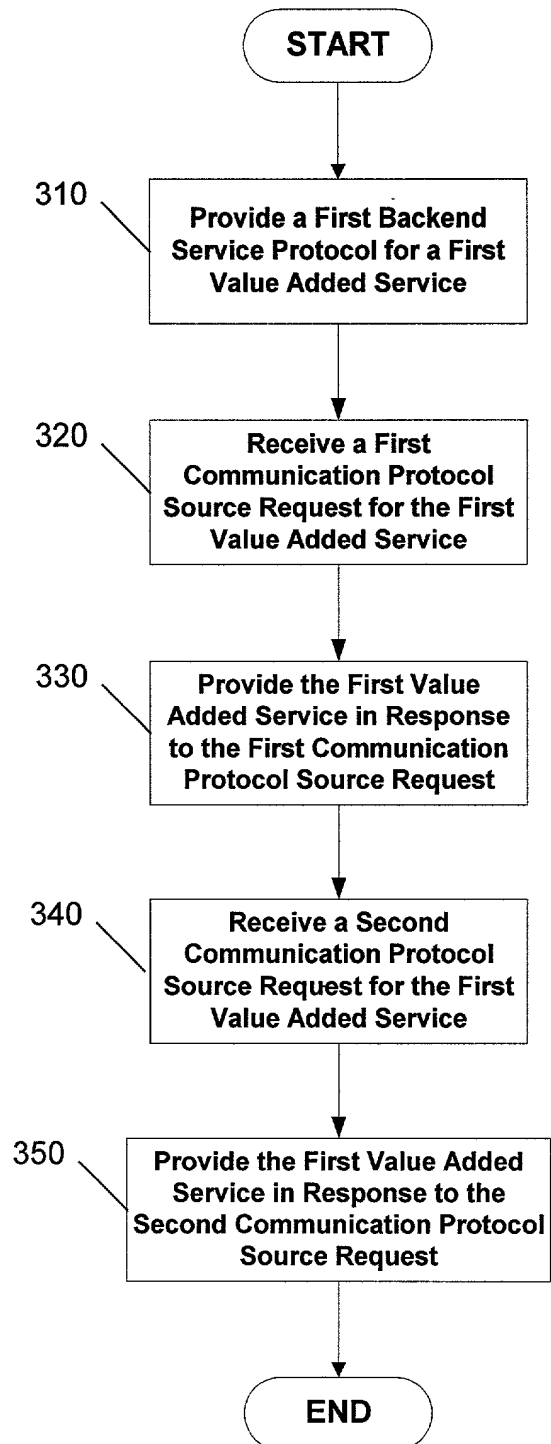 START
310
Provide a First Backend
Service Protocol for a First
Value Added Service
320
Receive a First
Communication Protocol
Source Request for the First
Value Added Service
330
Provide the First Value
Added Service in Response
to the First Communication
Protocol Source Request
340
Receive a Second
Communication Protocol
Source Request for the First
Value Added Service
350
Provide the First Value Added
Service in Response to the
Second Communication Protocol
Source Request
END